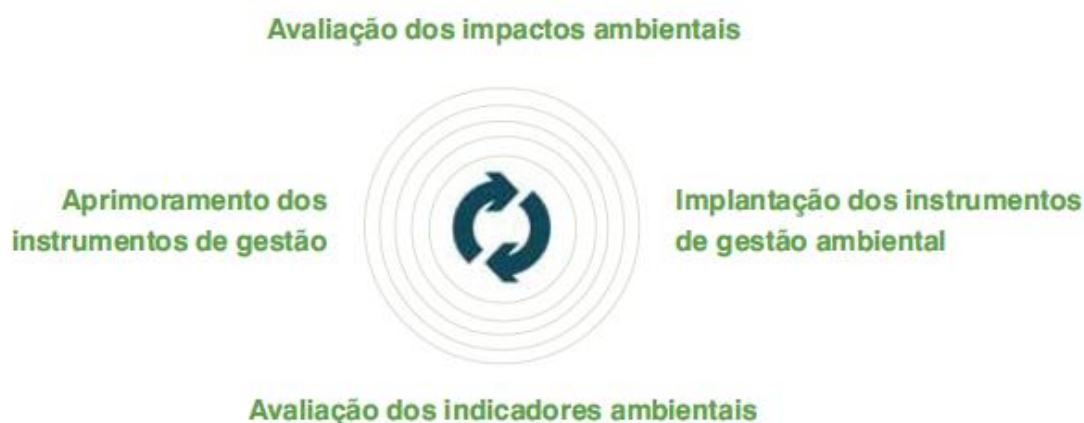 Avaliação dos impactos ambientais
Aprimoramento dos
instrumentos de gestão
Implantação dos instrumentos
de gestão ambiental
Avaliação dos indicadores ambientais